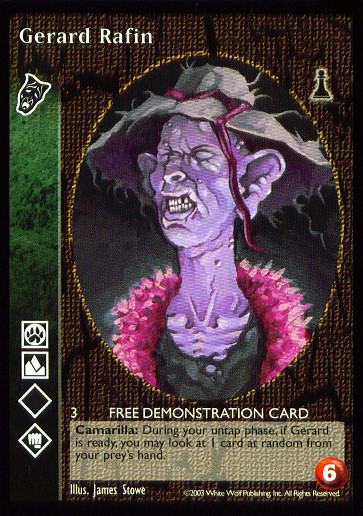 Gerard Rafin
3 FREE DEMONSTRATION CARD
Camarilla: During your untap phase, if Gerard
is ready, you may look at 1 card at random from
your prey's hand.
6
Illus. James Stowe
©2003 White Wolf Publishing, Inc. All Rights Reserved.